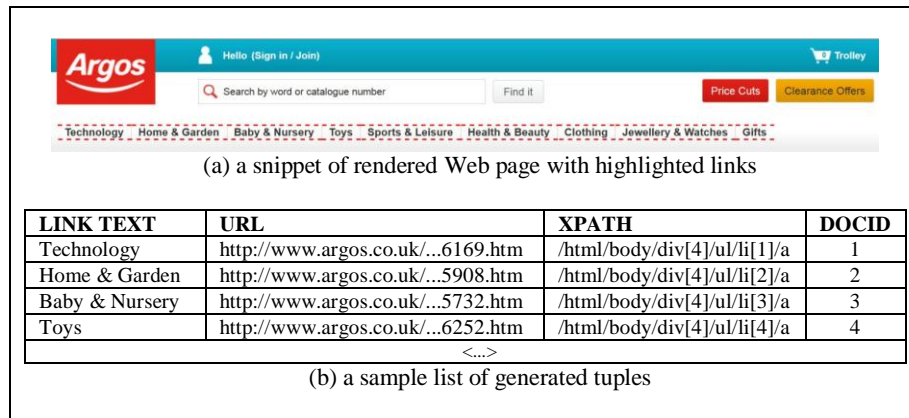 Argos
Hello (Sign in / Join)
0 Trolley
Search by word or catalogue number
Find it
Price Cuts
Clearance Offers
Technology Home & Garden Baby & Nursery Toys Sports & Leisure Health & Beauty Clothing Jewellery & Watches Gifts
(a) a snippet of rendered Web page with highlighted links
LINK TEXT URL XPATH DOCID
Technology http://www.argos.co.uk/...6169.htm /html/body/div[4]/ul/li[1]/a 1
Home & Garden http://www.argos.co.uk/...5908.htm /html/body/div[4]/ul/li[2]/a 2
Baby & Nursery http://www.argos.co.uk/...5732.htm /html/body/div[4]/ul/li[3]/a 3
Toys http://www.argos.co.uk/...6252.htm /html/body/div[4]/ul/li[4]/a 4
<...>
(b) a sample list of generated tuples